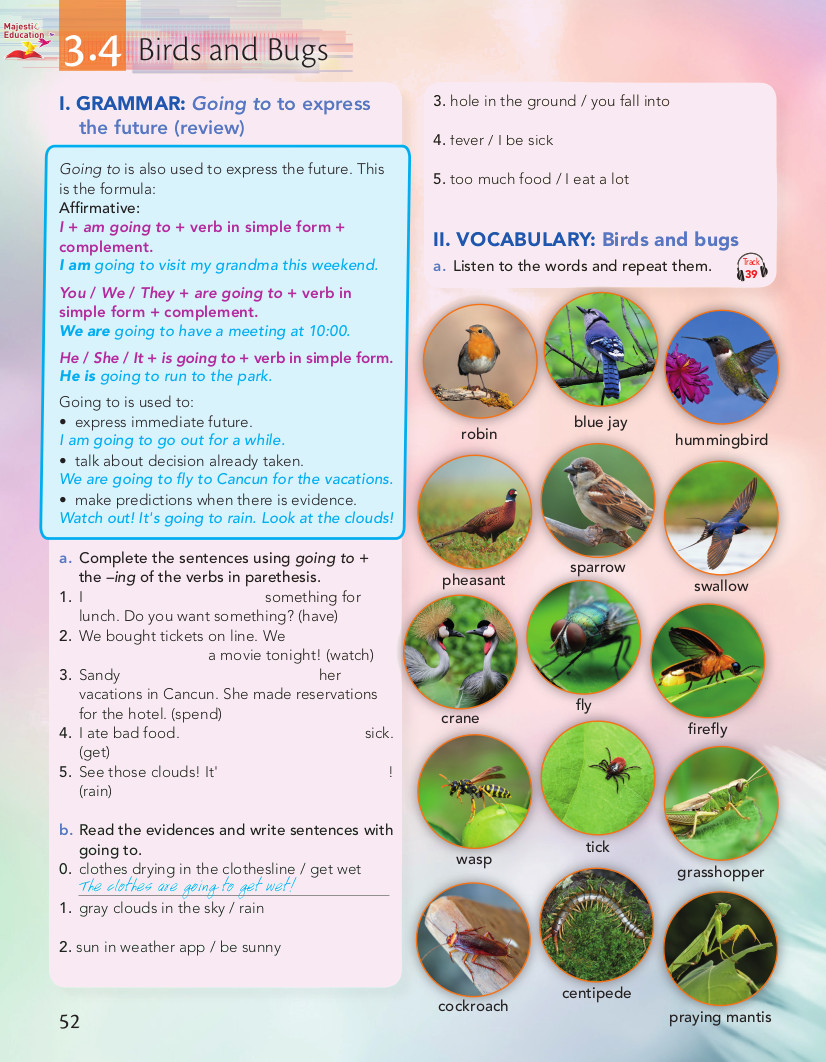 Majestic
Education
3.4 Birds and Bugs
I. GRAMMAR: Going to to express
the future (review)
Going to is also used to express the future. This
is the formula:
Affirmative:
I + am going to + verb in simple form +
complement.
I am going to visit my grandma this weekend.
You / We / They + are going to + verb in
simple form + complement.
We are going to have a meeting at 10:00.
He / She / It + is going to + verb in simple form.
He is going to run to the park.
Going to is used to:
• express immediate future.
I am going to go out for a while.
• talk about decision already taken.
We are going to fly to Cancun for the vacations.
• make predictions when there is evidence.
Watch out! It's going to rain. Look at the clouds!
a. Complete the sentences using going to +
the –ing of the verbs in parethesis.
1. I something for
lunch. Do you want something? (have)
2. We bought tickets on line. We
a movie tonight! (watch)
3. Sandy her
vacations in Cancun. She made reservations
for the hotel. (spend)
4. I ate bad food. sick.
(get)
5. See those clouds! It' !
(rain)
b. Read the evidences and write sentences with
going to.
0. clothes drying in the clothesline / get wet
The clothes are going to get wet!
1. gray clouds in the sky / rain
2. sun in weather app / be sunny
3. hole in the ground / you fall into
4. fever / I be sick
5. too much food / I eat a lot
II. VOCABULARY: Birds and bugs
a. Listen to the words and repeat them.
Track
39
robin
blue jay
hummingbird
pheasant
sparrow
swallow
crane
fly
firefly
wasp
tick
grasshopper
cockroach
centipede
praying mantis
52